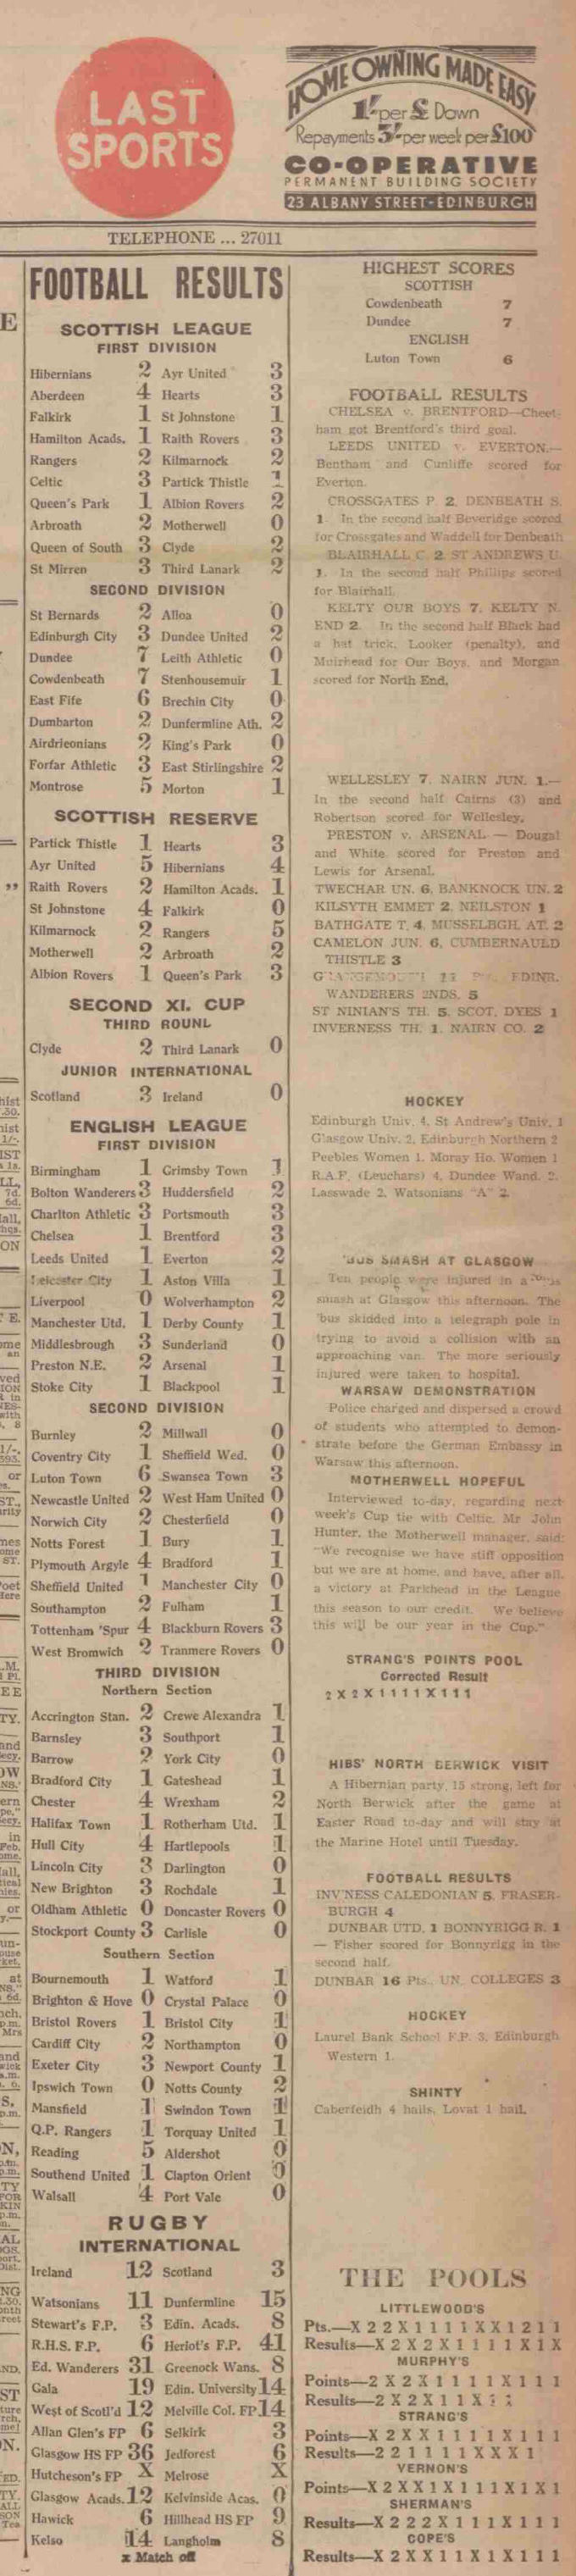 LAST
SPORTS
HOME OWNING MADE EASY
1/- per £ Down
Repayments 3/- per week per £100
CO-OPERATIVE
PERMANENT BUILDING SOCIETY
23 ALBANY STREET-EDINBURGH
TELEPHONE ... 27011
FOOTBALL RESULTS
SCOTTISH LEAGUE
FIRST DIVISION
Hibernians 2 Ayr United 3
Aberdeen 4 Hearts 3
Falkirk 1 St Johnstone 1
Hamilton Acads. 1 Raith Rovers 3
Rangers 2 Kilmarnock 2
Celtic 3 Partick Thistle 1
Queen's Park 1 Albion Rovers 2
Arbroath 2 Motherwell 0
Queen of South 3 Clyde 2
St Mirren 3 Third Lanark 2
SECOND DIVISION
St Bernards 2 Alloa 0
Edinburgh City 3 Dundee United 2
Dundee 7 Leith Athletic 0
Cowdenbeath 7 Stenhousemuir 1
East Fife 6 Brechin City 0
Dumbarton 2 Dunfermline Ath. 2
Airdrieonians 2 King's Park 0
Forfar Athletic 3 East Stirlingshire 2
Montrose 5 Morton 1
SCOTTISH RESERVE
Partick Thistle 1 Hearts 3
Ayr United 5 Hibernians 4
Raith Rovers 2 Hamilton Acads. 1
St Johnstone 4 Falkirk 0
Kilmarnock 2 Rangers 5
Motherwell 2 Arbroath 2
Albion Rovers 1 Queen's Park 3
SECOND XI. CUP
THIRD ROUNL
Clyde 2 Third Lanark 0
JUNIOR INTERNATIONAL
Scotland 3 Ireland 0
ENGLISH LEAGUE
FIRST DIVISION
Birmingham 1 Grimsby Town 1
Bolton Wanderers 3 Huddersfield 2
Charlton Athletic 3 Portsmouth 3
Chelsea 1 Brentford 3
Leeds United 1 Everton 2
Leicester City 1 Aston Villa 1
Liverpool 0 Wolverhampton 2
Manchester Utd. 1 Derby County 1
Middlesbrough 3 Sunderland 0
Preston N.E. 2 Arsenal 1
Stoke City 1 Blackpool 1
SECOND DIVISION
Burnley 2 Millwall 0
Coventry City 1 Sheffield Wed. 0
Luton Town 6 Swansea Town 3
Newcastle United 2 West Ham United 0
Norwich City 2 Chesterfield 0
Notts Forest 1 Bury 1
Plymouth Argyle 4 Bradford 1
Sheffield United 1 Manchester City 0
Southampton 2 Fulham 1
Tottenham 'Spur 4 Blackburn Rovers 3
West Bromwich 2 Tranmere Rovers 0
THIRD DIVISION
Northern Section
Accrington Stan. 2 Crewe Alexandra 1
Barnsley 3 Southport 1
Barrow 2 York City 0
Bradford City 1 Gateshead 1
Chester 4 Wrexham 2
Halifax Town 1 Rotherham Utd. 1
Hull City 4 Hartlepools 1
Lincoln City 3 Darlington 0
New Brighton 3 Rochdale 1
Oldham Athletic 0 Doncaster Rovers 0
Stockport County 3 Carlisle 0
Southern Section
Bournemouth 1 Watford 1
Brighton & Hove 0 Crystal Palace 0
Bristol Rovers 1 Bristol City 1
Cardiff City 2 Northampton 0
Exeter City 3 Newport County 1
Ipswich Town 0 Notts County 2
Mansfield 1 Swindon Town 1
Q.P. Rangers 1 Torquay United 1
Reading 5 Aldershot 0
Southend United 1 Clapton Orient 0
Walsall 4 Port Vale 0
RUGBY
INTERNATIONAL
Ireland 12 Scotland 3
Watsonians 11 Dunfermline 15
Stewart's F.P. 3 Edin. Acads. 8
R.H.S. F.P. 6 Heriot's F.P. 41
Ed. Wanderers 31 Greenock Wans. 8
Gala 19 Edin. University 14
West of Scotl'd 12 Melville Col. FP 14
Allan Glen's FP 6 Selkirk 3
Glasgow HS FP 36 Jedforest 6
Hutcheson's FP X Melrose X
Glasgow Acads. 12 Kelvinside Acas. 0
Hawick 6 Hillhead HS FP 9
Kelso 14 Langholm 8
x Match off
HIGHEST SCORES
SCOTTISH
Cowdenbeath 7
Dundee 7
ENGLISH
Luton Town 6
FOOTBALL RESULTS
CHELSEA v. BRENTFORD—Cheet-
ham got Brentford's third goal.
LEEDS UNITED v. EVERTON.—
Bentham and Cunliffe scored for
Everton.
CROSSGATES P. 2, DENBEATH S.
1. In the second half Beveridge scored
for Crossgates and Waddell for Denbeath
BLAIRHALL C. 2, ST ANDREWS U.
1. In the second half Phillips scored
for Blairhall.
KELTY OUR BOYS 7, KELTY N.
END 2. In the second half Black had
a hat trick, Looker (penalty), and
Muirhead for Our Boys, and Morgan
scored for North End.
WELLESLEY 7, NAIRN JUN. 1.—
In the second half Cairns (3) and
Robertson scored for Wellesley.
PRESTON v. ARSENAL — Dougal
and White scored for Preston and
Lewis for Arsenal.
TWECHAR UN. 6, BANKNOCK UN. 2
KILSYTH EMMET 2, NEILSTON 1
BATHGATE T. 4, MUSSELBGH. AT. 2
CAMELON JUN. 6, CUMBERNAULD
THISTLE 3
EDINR.
WANDERERS 2NDS. 5
ST NINIAN'S TH. 5, SCOT. DYES 1
INVERNESS TH. 1, NAIRN CO. 2
HOCKEY
Edinburgh Univ. 4, St Andrew's Univ. 1
Glasgow Univ. 2, Edinburgh Northern 2
Peebles Women 1, Moray Ho. Women 1
R.A.F. (Leuchars) 4, Dundee Wand. 2.
Lasswade 2, Watsonians "A" 2.
'BUS SMASH AT GLASGOW
Ten people were injured in a 'bus
smash at Glasgow this afternoon. The
'bus skidded into a telegraph pole in
trying to avoid a collision with an
approaching van. The more seriously
injured were taken to hospital.
WARSAW DEMONSTRATION
Police charged and dispersed a crowd
of students who attempted to demon-
strate before the German Embassy in
Warsaw this afternoon.
MOTHERWELL HOPEFUL
Interviewed to-day, regarding next
week's Cup tie with Celtic, Mr John
Hunter, the Motherwell manager, said:
"We recognise we have stiff opposition
but we are at home, and have, after all,
a victory at Parkhead in the League
this season to our credit. We believe
this will be our year in the Cup."
STRANG'S POINTS POOL
Corrected Result
2 X 2 X 1 1 1 1 X 1 1 1
HIBS' NORTH BERWICK VISIT
A Hibernian party, 15 strong, left for
North Berwick after the game at
Easter Road to-day and will stay at
the Marine Hotel until Tuesday.
FOOTBALL RESULTS
INV'NESS CALEDONIAN 5, FRASER-
BURGH 4
DUNBAR UTD. 1 BONNYRIGG R. 1
— Fisher scored for Bonnyrigg in the
second half.
DUNBAR 16 Pts., UN. COLLEGES 3
HOCKEY
Laurel Bank School F.P. 3, Edinburgh
Western 1.
SHINTY
Caberfeidh 4 hails, Lovat 1 hail.
THE POOLS
LITTLEWOOD'S
Pts.—X 2 2 X 1 1 1 1 X X 1 2 1 1
Results—X 2 X 2 X 1 1 1 1 X 1 X
MURPHY'S
Points—2 X 2 X 1 1 1 1 X 1 1 1
Results—2 X 2 X 1 1 X
STRANG'S
Points—X 2 X X 1 1 1 1 X 1 1 1
Results—2 2 1 1 1 1 X X X 1
VERNON'S
Points—X 2 X X 1 X 1 1 1 X 1 X 1
SHERMAN'S
Results—X 2 2 2 X 1 1 1 X 1 1 1
COPE'S
Results—X 2 X X 1 1 X 1 X 1 1 1